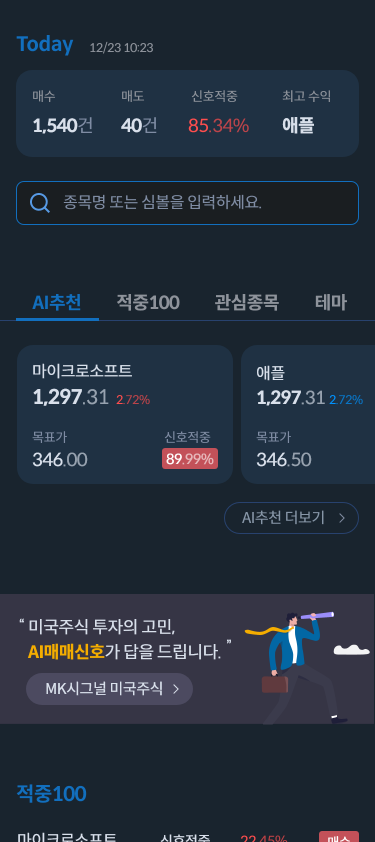 Today 12/23 10:23
매수 매도 신호적중 최고 수익
1,540건 40건 85.34% 애플
종목명 또는 심볼을 입력하세요.
AI추천 적중100 관심종목 테마
마이크로소프트
1,297.31 2.72%
목표가 신호적중
346.00 89.99%
애플
1,297.31 2.72%
목표가
346.50
AI추천 더보기
“ 미국주식 투자의 고민,
AI매매신호가 답을 드립니다. ”
MK시그널 미국주식
적중100
마이크로소프트 신호적중 22.45% 매수